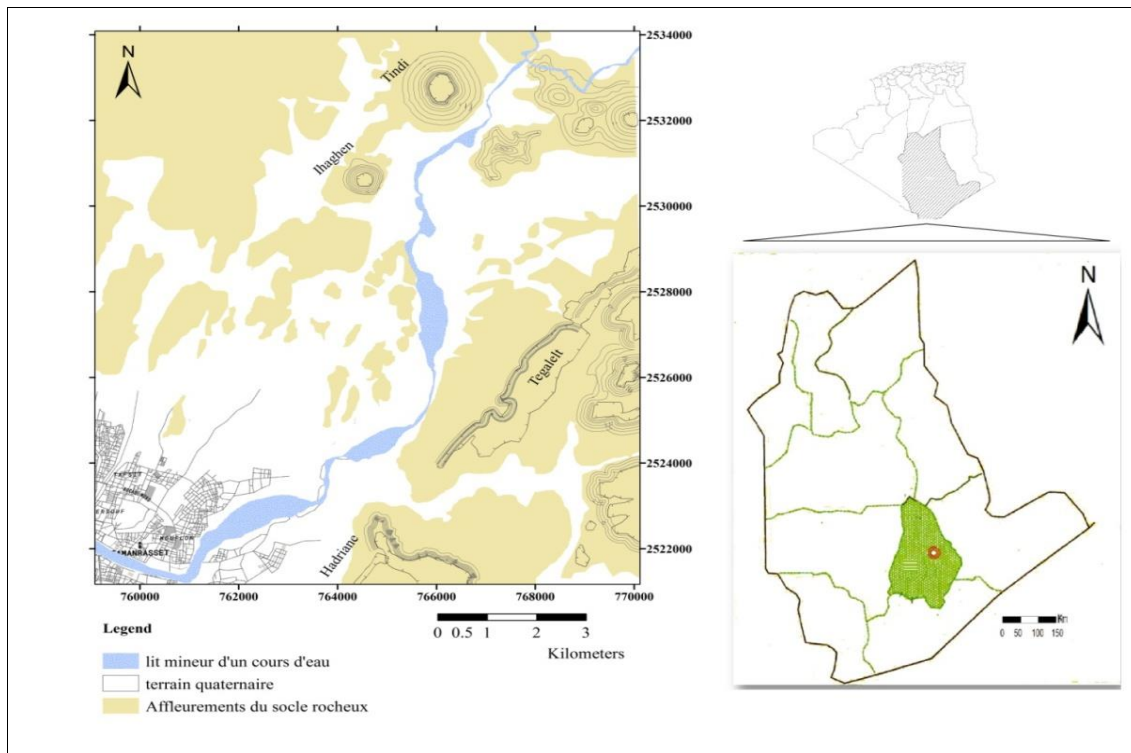 N
Tindi
Ihaghen
Tegalelt
Hadriane
TAFSIT
TAMANRASSET
2534000
2532000
2530000
2528000
2526000
2524000
2522000
760000 762000 764000 766000 768000 770000
0 0.5 1 2 3
Kilometers
Legend
lit mineur d'un cours d'eau
terrain quaternaire
Affleurements du socle rocheux
N
Km
0 50 100 150